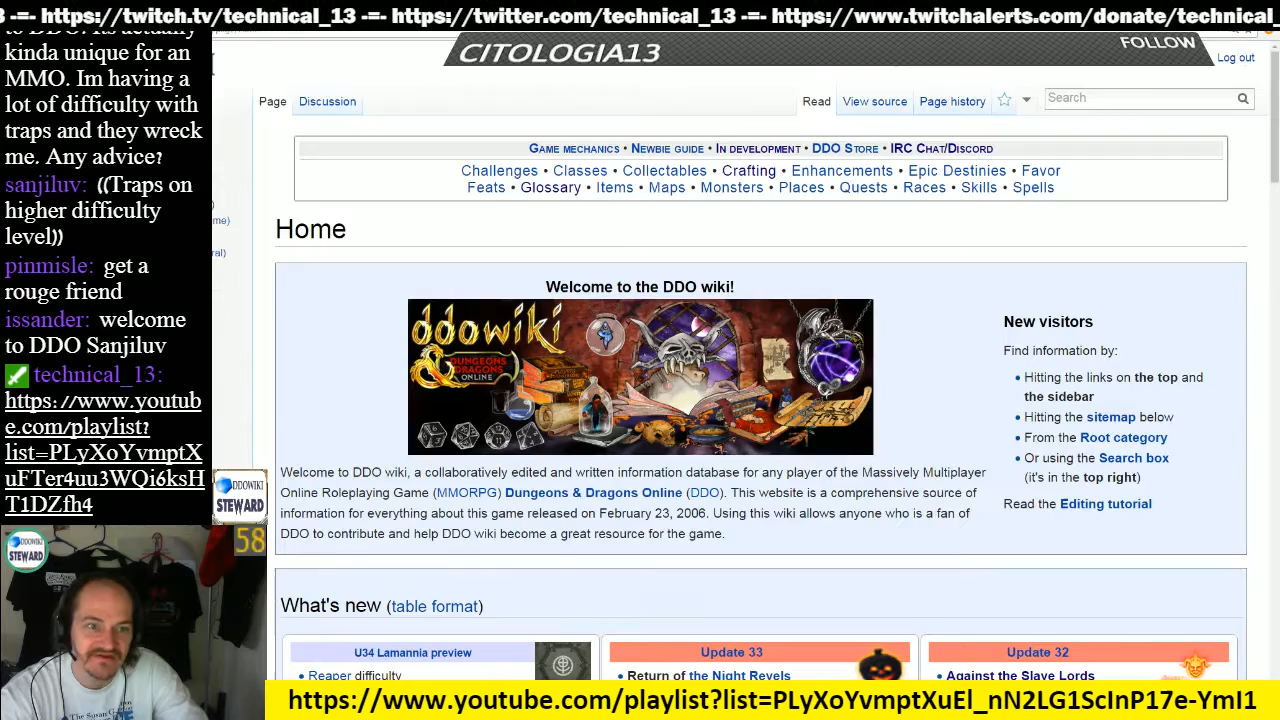 3 -=- https://twitch.tv/technical_13 -=- https://twitter.com/technical_13 -=- https://www.twitchalerts.com/donate/technical_
to DDO. Its actually
kinda unique for an
MMO. Im having a
lot of difficulty with
traps and they wreck
me. Any advice?
sanjiluv: ((Traps on
higher difficulty
level))
pinmisle: get a
rouge friend
issander: welcome
to DDO Sanjiluv
technical_13:
https://www.youtub
e.com/playlist?
list=PLyXoYvmptX
uFTer4uu3WQi6ksH
T1DZfh4
DDOWIKI
STEWARD
58
DDOWIKI
STEWARD
CITOLOGIA13
FOLLOW
Log out
Page Discussion Read View source Page history Search
Game mechanics • Newbie guide • In development • DDO Store • IRC Chat/Discord
Challenges • Classes • Collectables • Crafting • Enhancements • Epic Destinies • Favor
Feats • Glossary • Items • Maps • Monsters • Places • Quests • Races • Skills • Spells
me)
ral)
Home
Welcome to the DDO wiki!
ddowiki
DUNGEONS & DRAGONS ONLINE
Welcome to DDO wiki, a collaboratively edited and written information database for any player of the Massively Multiplayer
Online Roleplaying Game (MMORPG) Dungeons & Dragons Online (DDO). This website is a comprehensive source of
information for everything about this game released on February 23, 2006. Using this wiki allows anyone who is a fan of
DDO to contribute and help DDO wiki become a great resource for the game.
New visitors
Find information by:
• Hitting the links on the top and
the sidebar
• Hitting the sitemap below
• From the Root category
• Or using the Search box
(it's in the top right)
Read the Editing tutorial
What's new (table format)
U34 Lamannia preview
Reaper difficulty
Update 33
• Return of the Night Revels
Update 32
• Against the Slave Lords
https://www.youtube.com/playlist?list=PLyXoYvmptXuEl_nN2LG1ScInP17e-YmI1